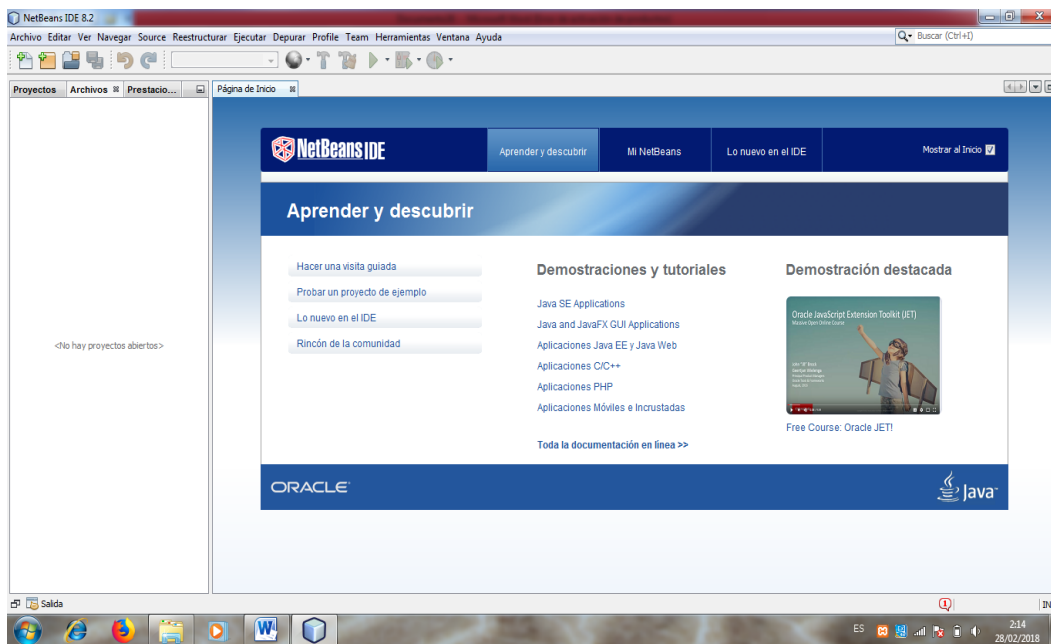 NetBeans IDE 8.2
Archivo Editar Ver Navegar Source Reestructurar Ejecutar Depurar Profile Team Herramientas Ventana Ayuda
Buscar (Ctrl+I)
Proyectos Archivos Prestacio...
Página de Inicio
NetBeans IDE
Aprender y descubrir
Mi NetBeans
Lo nuevo en el IDE
Mostrar al Inicio
Aprender y descubrir
Hacer una visita guiada
Probar un proyecto de ejemplo
Lo nuevo en el IDE
Rincón de la comunidad
Demostraciones y tutoriales
Java SE Applications
Java and JavaFX GUI Applications
Aplicaciones Java EE y Java Web
Aplicaciones C/C++
Aplicaciones PHP
Aplicaciones Móviles e Incrustadas
Toda la documentación en línea >>
Demostración destacada
Oracle JavaScript Extension Toolkit (JET)
Massive Open Online Course
Free Course: Oracle JET!
<No hay proyectos abiertos>
ORACLE
Java
Salida
1
IN
ES
2:14
28/02/2018